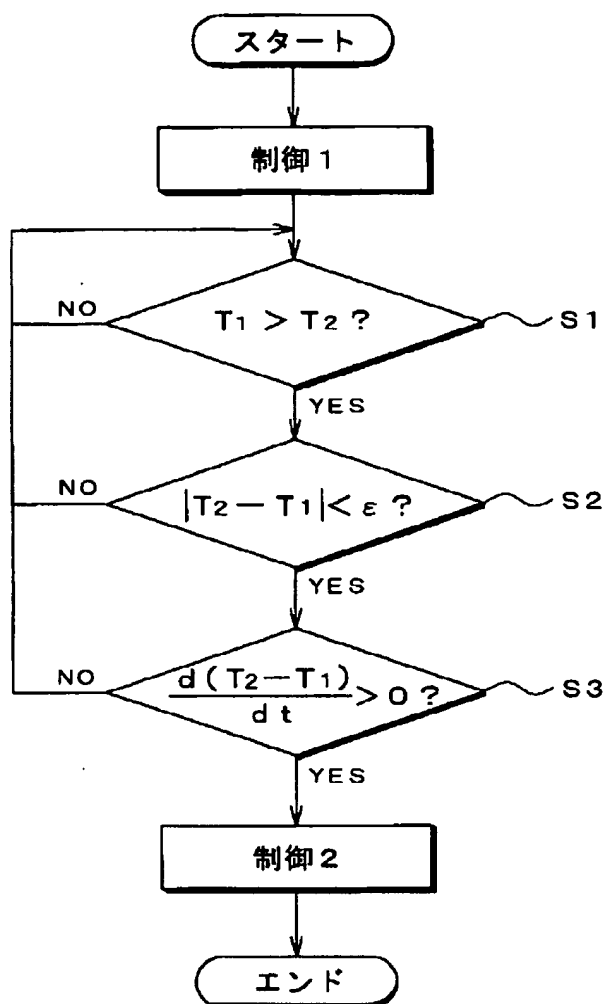 スタート
制御1
NO
T1 > T2 ?
S1
YES
NO
|T2−T1|< ε ?
S2
YES
NO
d(T2−T1)
dt
>0?
S3
YES
制御2
エンド